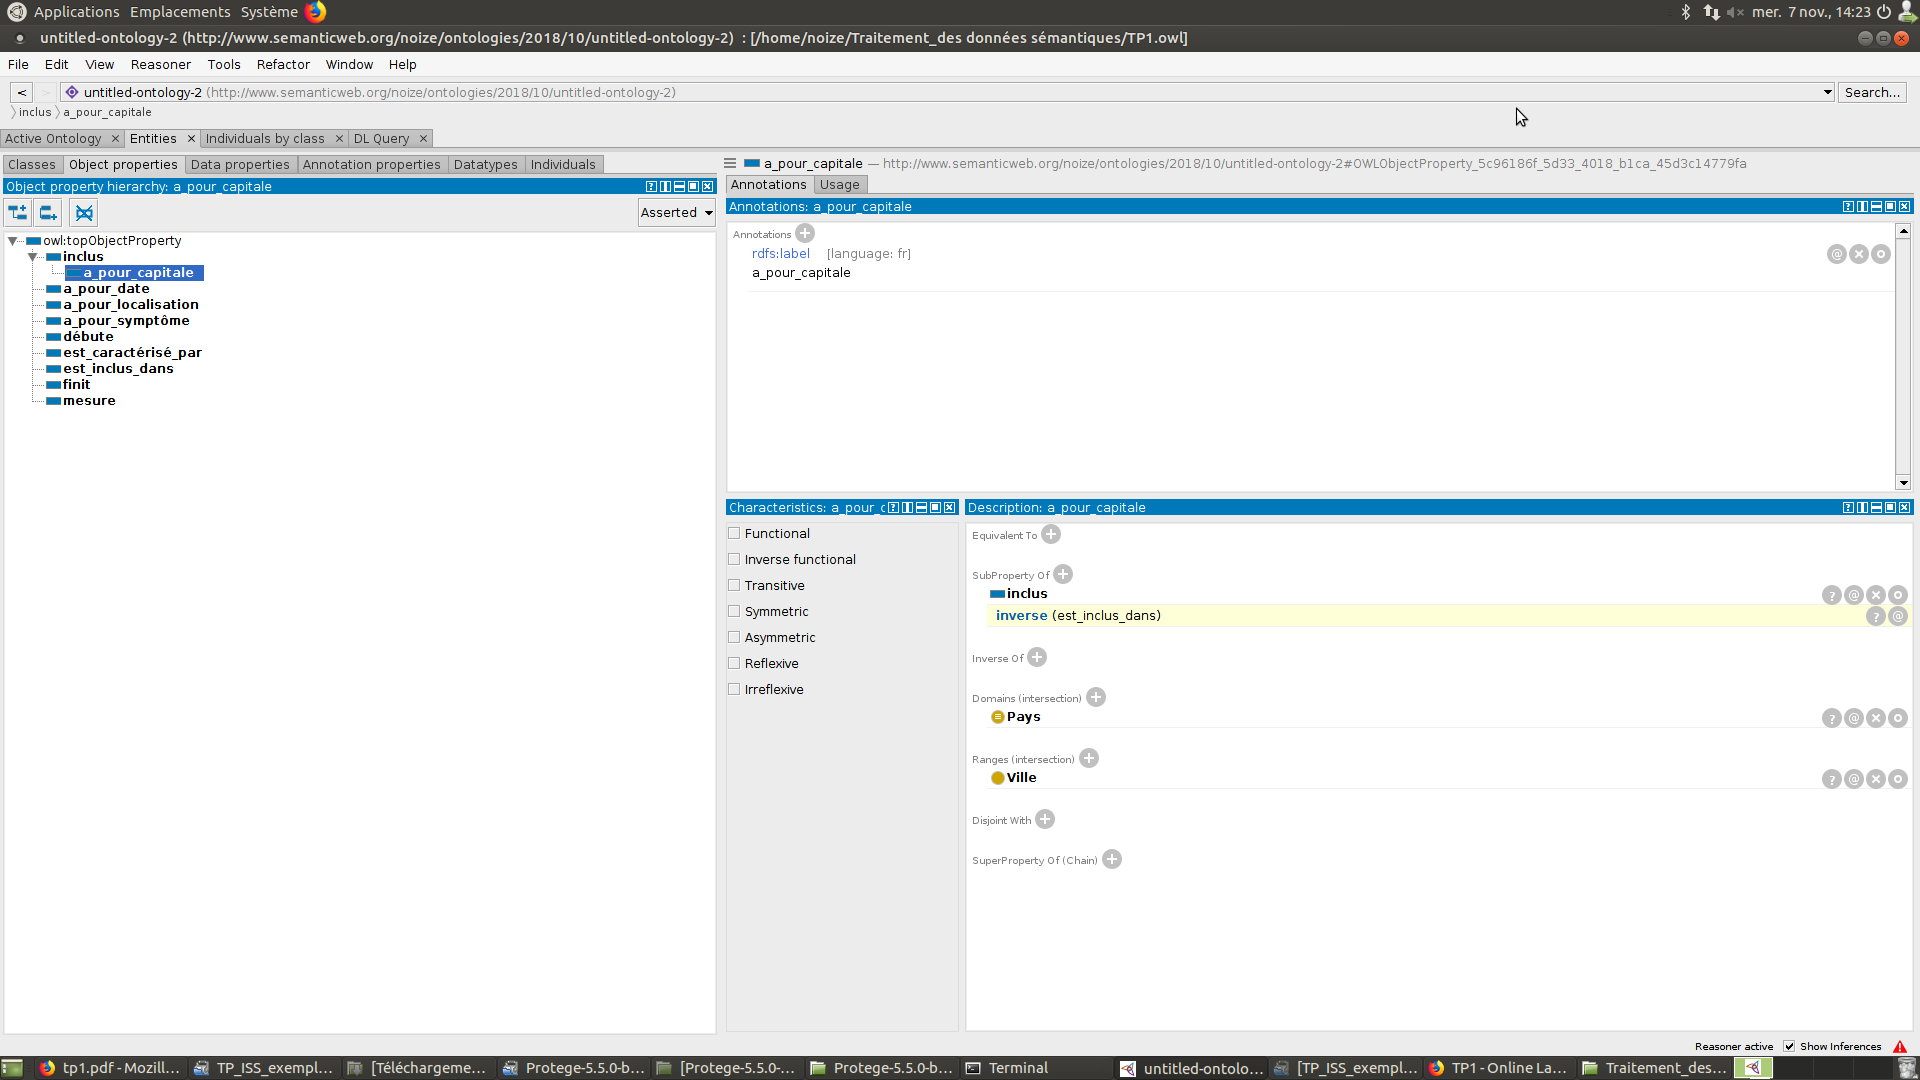 Applications Emplacements Système mer. 7 nov., 14:23
untitled-ontology-2 (http://www.semanticweb.org/noize/ontologies/2018/10/untitled-ontology-2) : [/home/noize/Traitement_des données sémantiques/TP1.owl]
File Edit View Reasoner Tools Refactor Window Help
< > untitled-ontology-2 (http://www.semanticweb.org/noize/ontologies/2018/10/untitled-ontology-2) Search...
inclus a_pour_capitale
Active Ontology × Entities × Individuals by class × DL Query ×
Classes Object properties Data properties Annotation properties Datatypes Individuals
Object property hierarchy: a_pour_capitale
Asserted
owl:topObjectProperty
inclus
a_pour_capitale
a_pour_date
a_pour_localisation
a_pour_symptôme
débute
est_caractérisé_par
est_inclus_dans
finit
mesure
a_pour_capitale — http://www.semanticweb.org/noize/ontologies/2018/10/untitled-ontology-2#OWLObjectProperty_5c96186f_5d33_4018_b1ca_45d3c14779fa
Annotations Usage
Annotations: a_pour_capitale
Annotations
rdfs:label [language: fr]
a_pour_capitale
Characteristics: a_pour_c
Functional
Inverse functional
Transitive
Symmetric
Asymmetric
Reflexive
Irreflexive
Description: a_pour_capitale
Equivalent To
SubProperty Of
inclus
inverse (est_inclus_dans)
Inverse Of
Domains (intersection)
Pays
Ranges (intersection)
Ville
Disjoint With
SuperProperty Of (Chain)
Reasoner active Show Inferences
tp1.pdf - Mozill... TP_ISS_exempl... [Téléchargeme... Protege-5.5.0-b... [Protege-5.5.0-... Protege-5.5.0-b... Terminal untitled-ontolo... [TP_ISS_exempl... TP1 - Online La... Traitement_des...